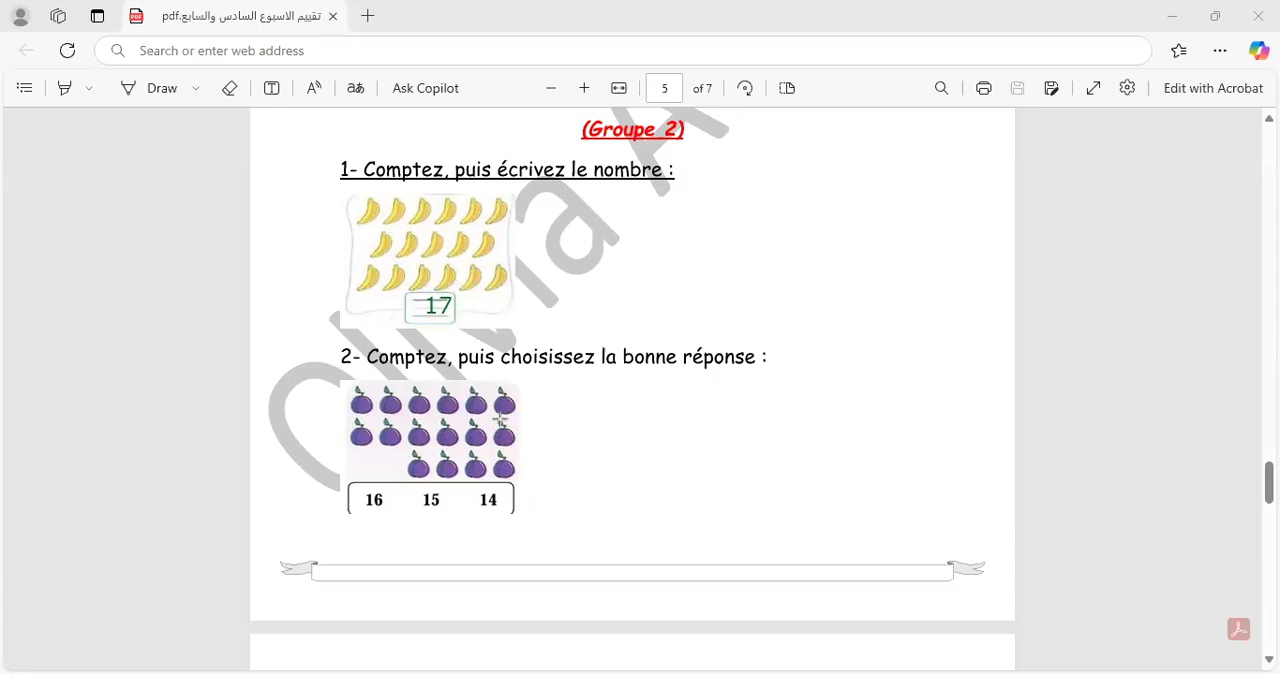 تقييم الاسبوع السادس والسابع.pdf
Search or enter web address
Draw
Ask Copilot
5 of 7
Edit with Acrobat
(Groupe 2)
1- Comptez, puis écrivez le nombre :
17
2- Comptez, puis choisissez la bonne réponse :
16 15 14
Olivia A